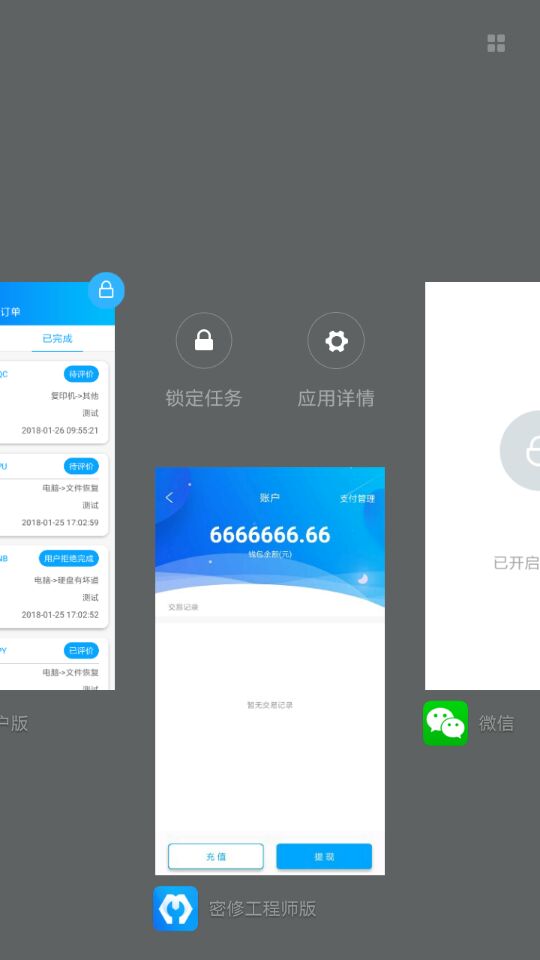 订单
已完成
QC
待评价
复印机->其他
测试
2018-01-26 09:55:21
PU
待评价
电脑->文件恢复
测试
2018-01-25 17:02:59
NB
用户拒绝完成
电脑->硬盘有坏道
测试
2018-01-25 17:02:52
PY
已评价
电脑->文件恢复
测试
户版
锁定任务
应用详情
账户
支付管理
6666666.66
钱包余额(元)
交易记录
暂无交易记录
充 值
提 现
密修工程师版
已开启
微信